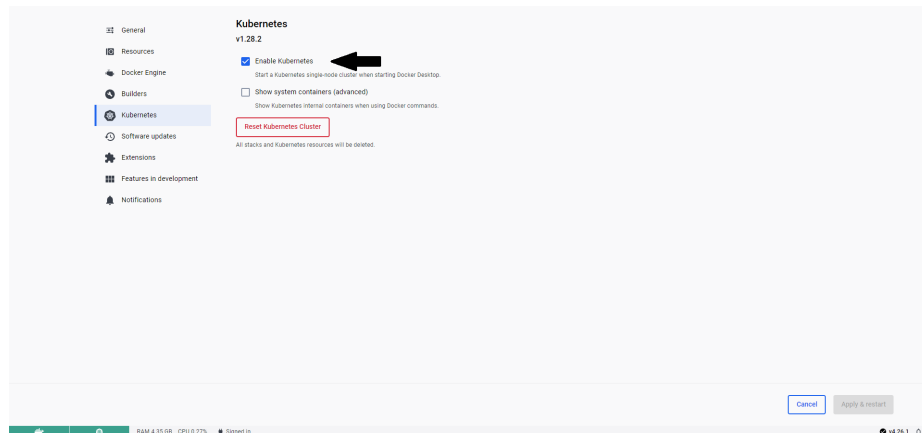 General
Resources
Docker Engine
Builders
Kubernetes
Software updates
Extensions
Features in development
Notifications
Kubernetes
v1.28.2
Enable Kubernetes
Start a Kubernetes single-node cluster when starting Docker Desktop.
Show system containers (advanced)
Show Kubernetes internal containers when using Docker commands.
Reset Kubernetes Cluster
All stacks and Kubernetes resources will be deleted.
Cancel
Apply & restart
RAM 4.35 GB CPU 0.27% Signed in
v4.26.1